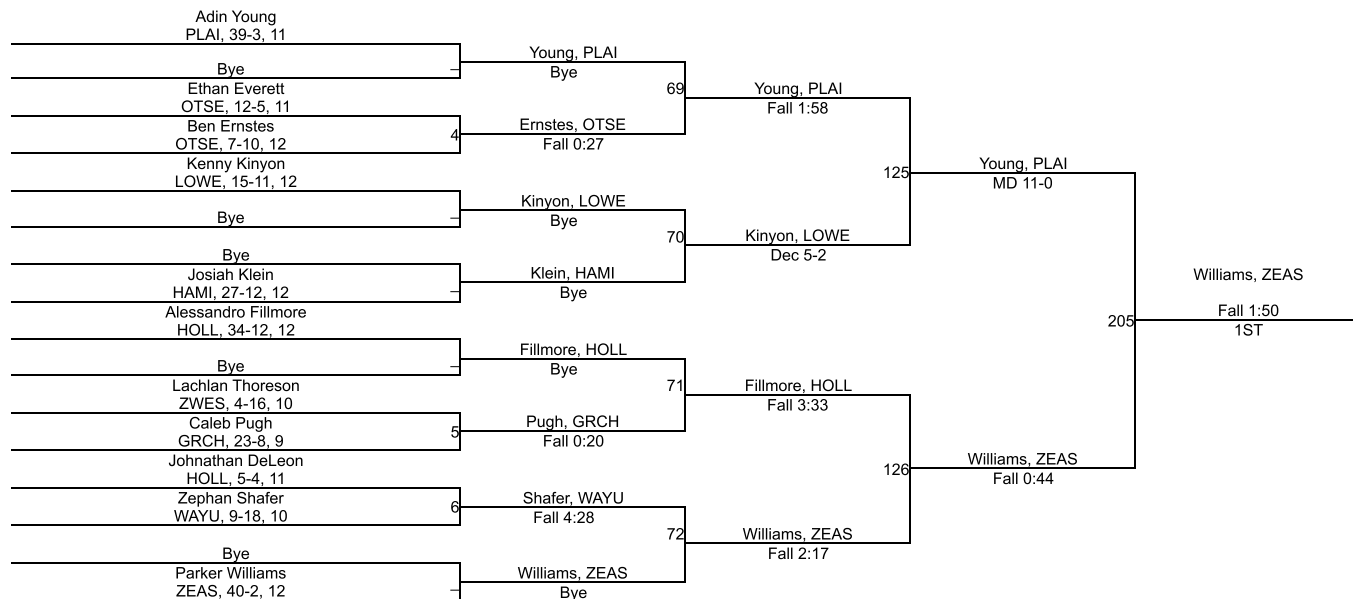 Adin Young
PLAI, 39-3, 11
Bye
Ethan Everett
OTSE, 12-5, 11
Ben Ernstes
OTSE, 7-10, 12
Kenny Kinyon
LOWE, 15-11, 12
Bye
Bye
Josiah Klein
HAMI, 27-12, 12
Alessandro Fillmore
HOLL, 34-12, 12
Bye
Lachlan Thoreson
ZWES, 4-16, 10
Caleb Pugh
GRCH, 23-8, 9
Johnathan DeLeon
HOLL, 5-4, 11
Zephan Shafer
WAYU, 9-18, 10
Bye
Parker Williams
ZEAS, 40-2, 12
–
4
–
–
–
5
6
–
Young, PLAI
Bye
Ernstes, OTSE
Fall 0:27
Kinyon, LOWE
Bye
Klein, HAMI
Bye
Fillmore, HOLL
Bye
Pugh, GRCH
Fall 0:20
Shafer, WAYU
Fall 4:28
Williams, ZEAS
Bye
69
70
71
72
Young, PLAI
Fall 1:58
Kinyon, LOWE
Dec 5-2
Fillmore, HOLL
Fall 3:33
Williams, ZEAS
Fall 2:17
125
126
Young, PLAI
MD 11-0
Williams, ZEAS
Fall 0:44
205
Williams, ZEAS
Fall 1:50
1ST